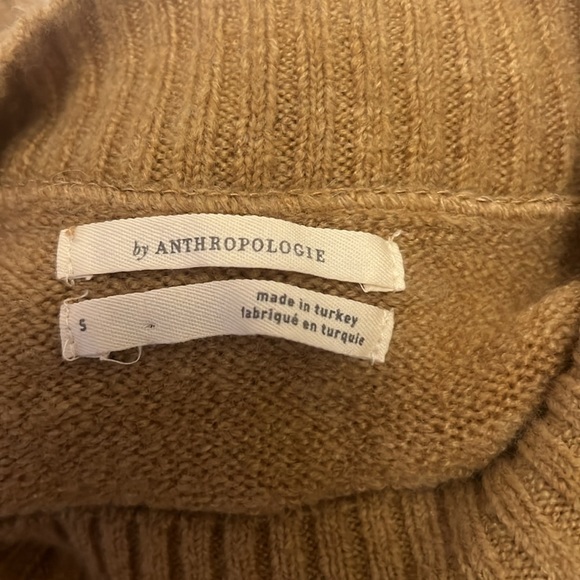 by ANTHROPOLOGIE
S
made in turkey
fabriqué en turquie